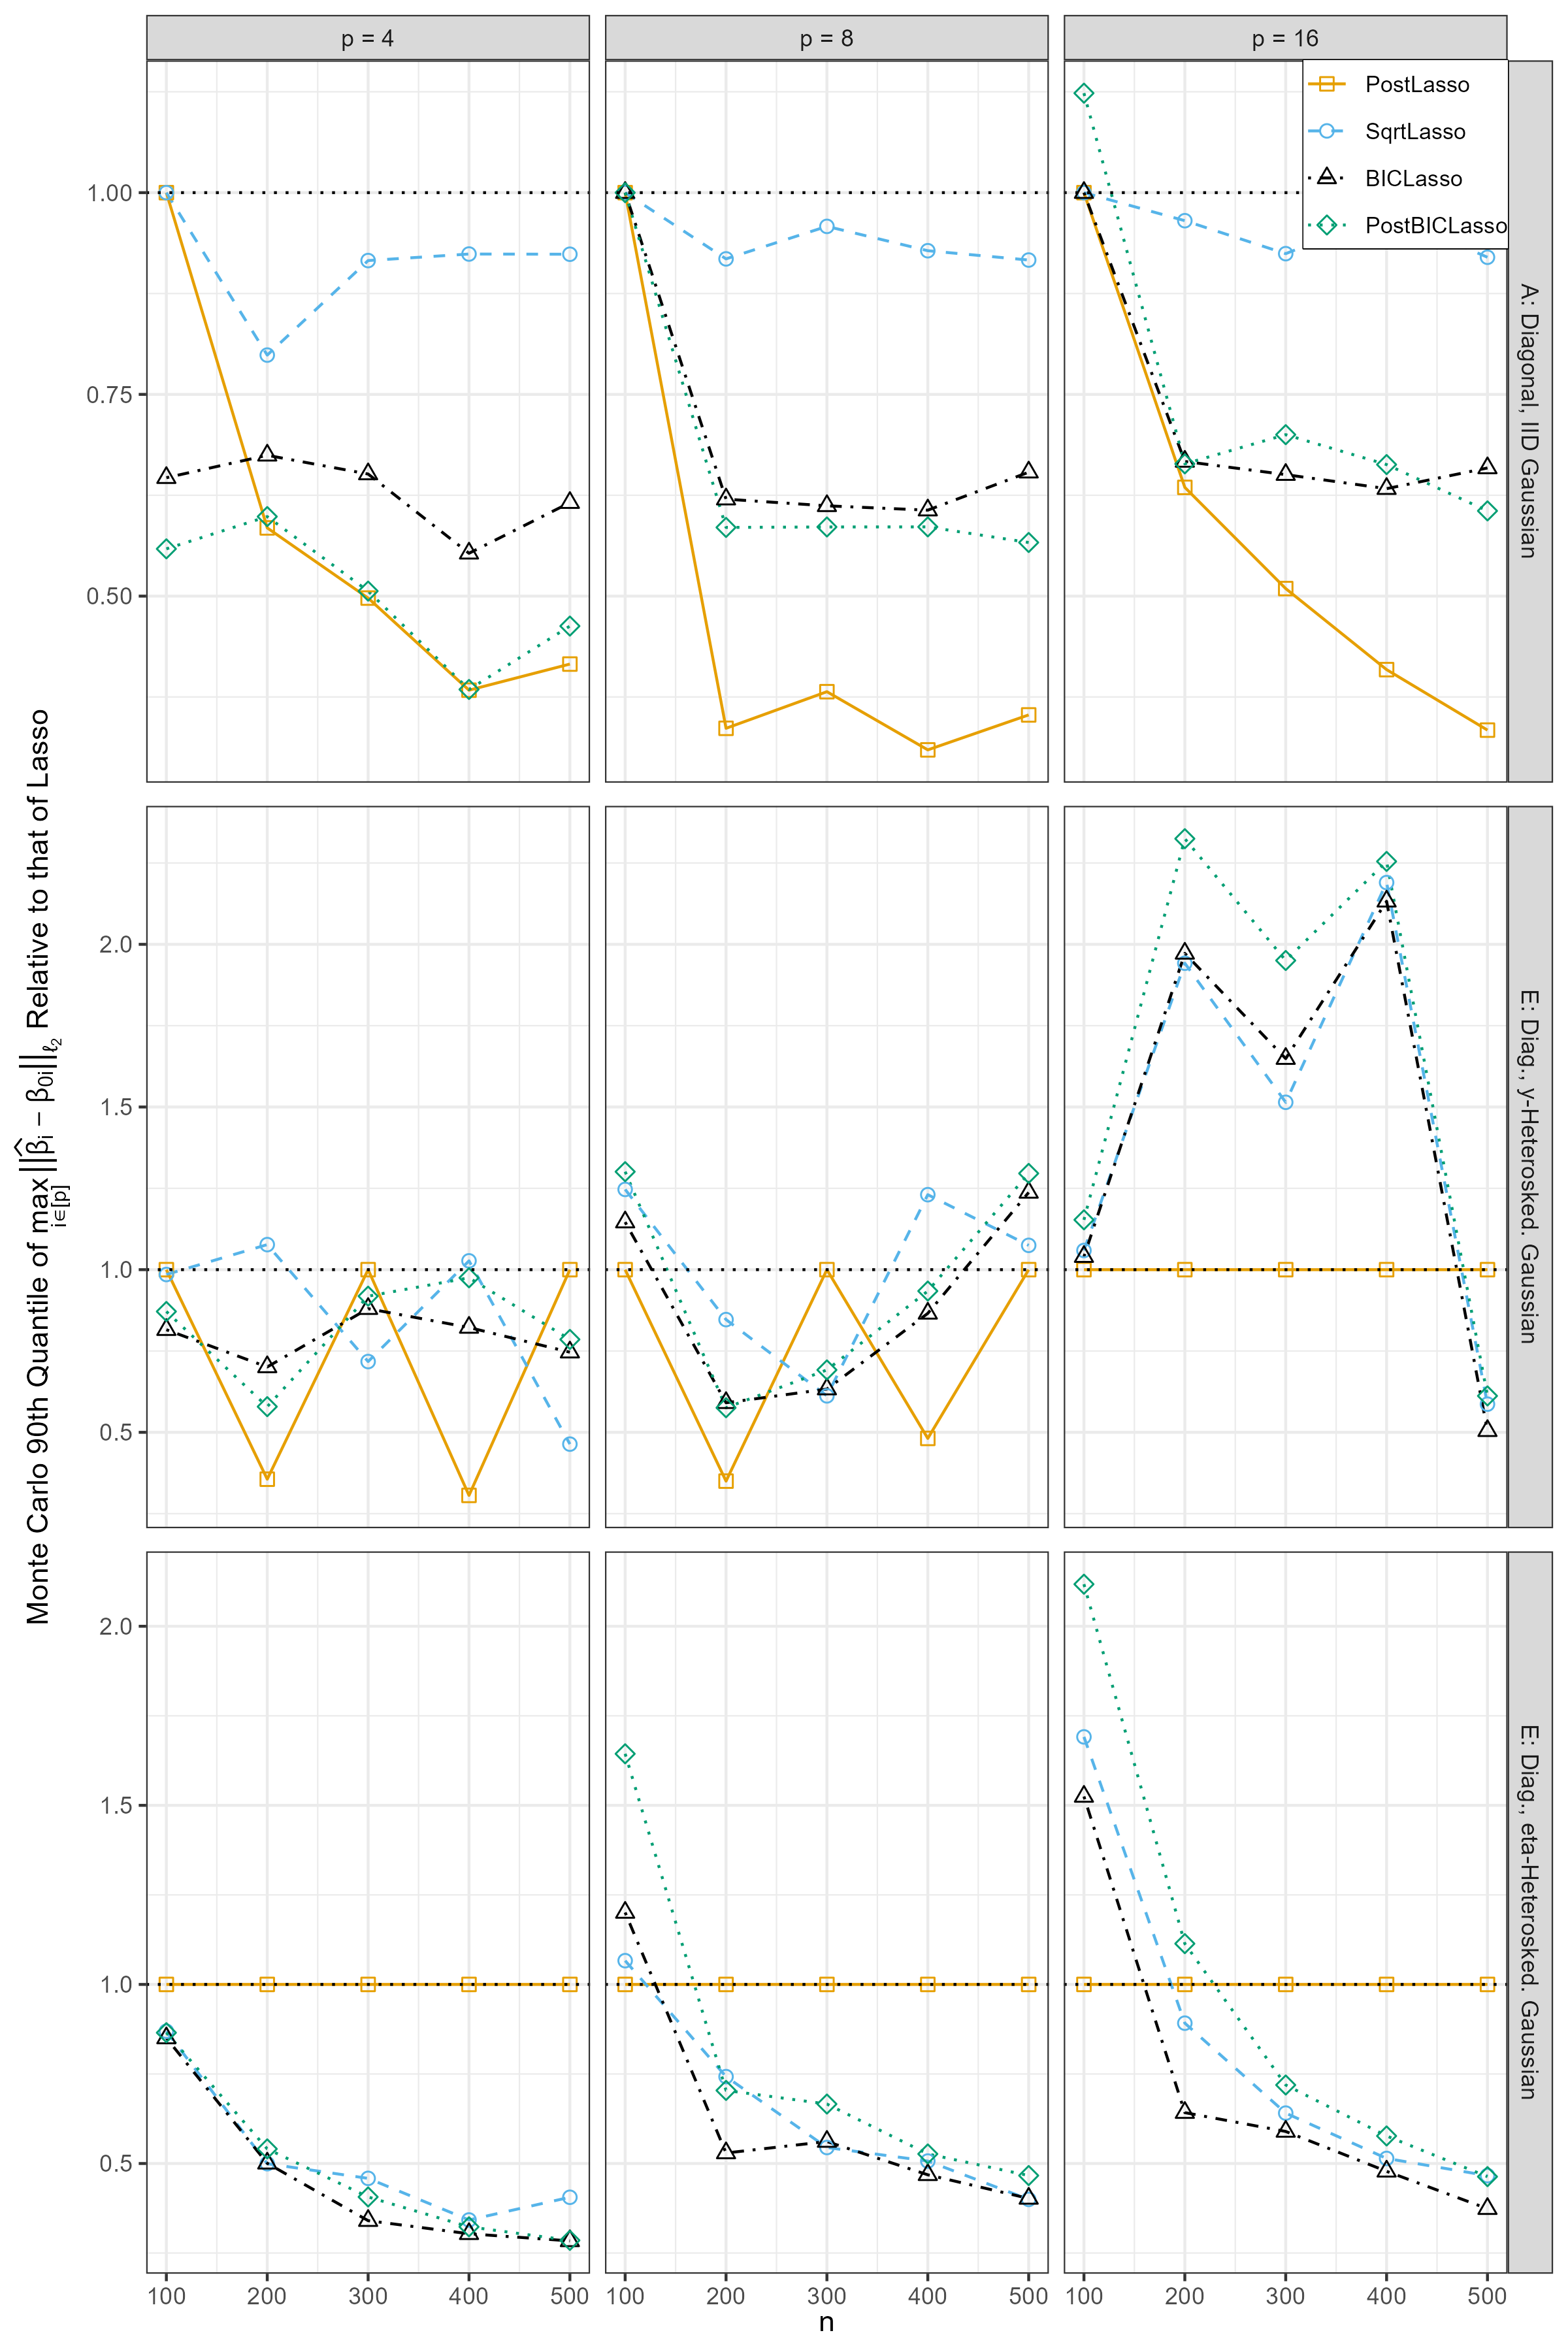 p = 4
p = 8
p = 16
PostLasso
SqrtLasso
BICLasso
PostBICLasso
1.00
0.75
0.50
A: Diagonal, IID Gaussian
Monte Carlo 90th Quantile of max i∈[p] ||β̂i − β0i||ℓ2 Relative to that of Lasso
2.0
1.5
1.0
0.5
E: Diag., y-Heterosked. Gaussian
2.0
1.5
1.0
0.5
E: Diag., eta-Heterosked. Gaussian
100 200 300 400 500
100 200 300 400 500
100 200 300 400 500
n